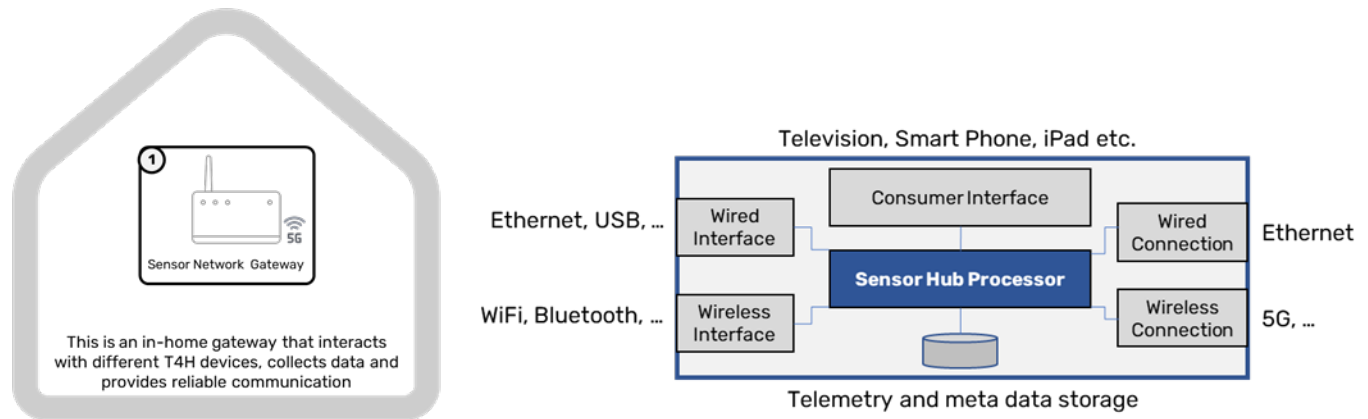 1
5G
Sensor Network Gateway
This is an in-home gateway that interacts
with different T4H devices, collects data and
provides reliable communication
Television, Smart Phone, iPad etc.
Consumer Interface
Ethernet, USB, ...
Wired
Interface
Wired
Connection
Ethernet
Sensor Hub Processor
WiFi, Bluetooth, ...
Wireless
Interface
Wireless
Connection
5G, ...
Telemetry and meta data storage